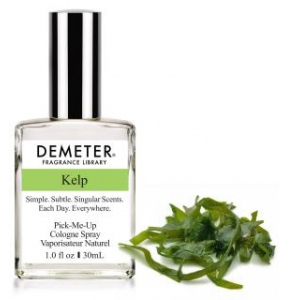 DEMETER®
FRAGRANCE LIBRARY
Kelp
Simple. Subtle. Singular Scents.
Each Day. Everywhere.
Pick-Me-Up
Cologne Spray
Vaporisateur Naturel
1.0 fl oz ▮ 30mL